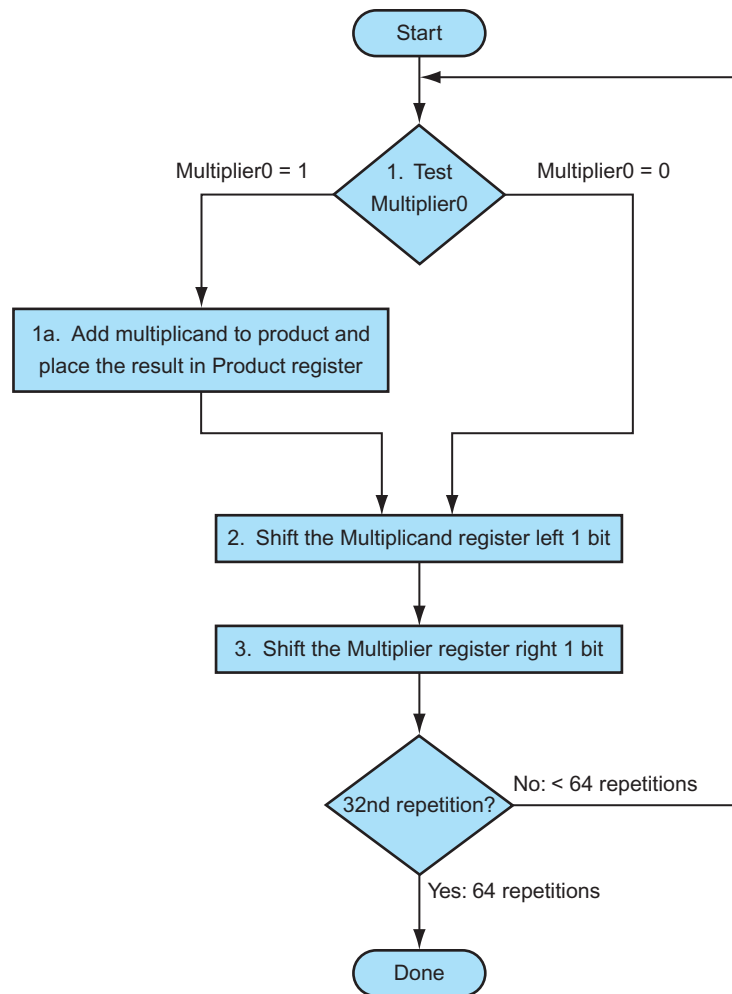 Start
Multiplier0 = 1
1. Test
Multiplier0
Multiplier0 = 0
1a. Add multiplicand to product and
place the result in Product register
2. Shift the Multiplicand register left 1 bit
3. Shift the Multiplier register right 1 bit
32nd repetition?
No: < 64 repetitions
Yes: 64 repetitions
Done